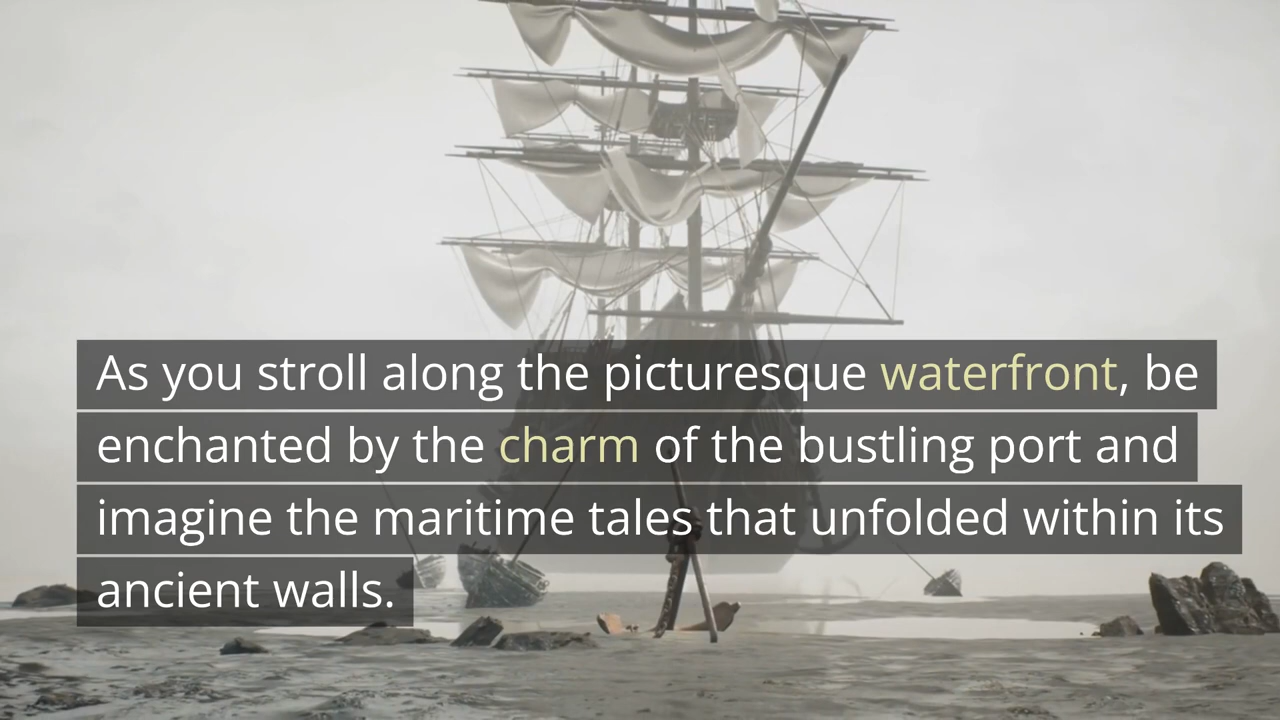 As you stroll along the picturesque waterfront, be
enchanted by the charm of the bustling port and
imagine the maritime tales that unfolded within its
ancient walls.